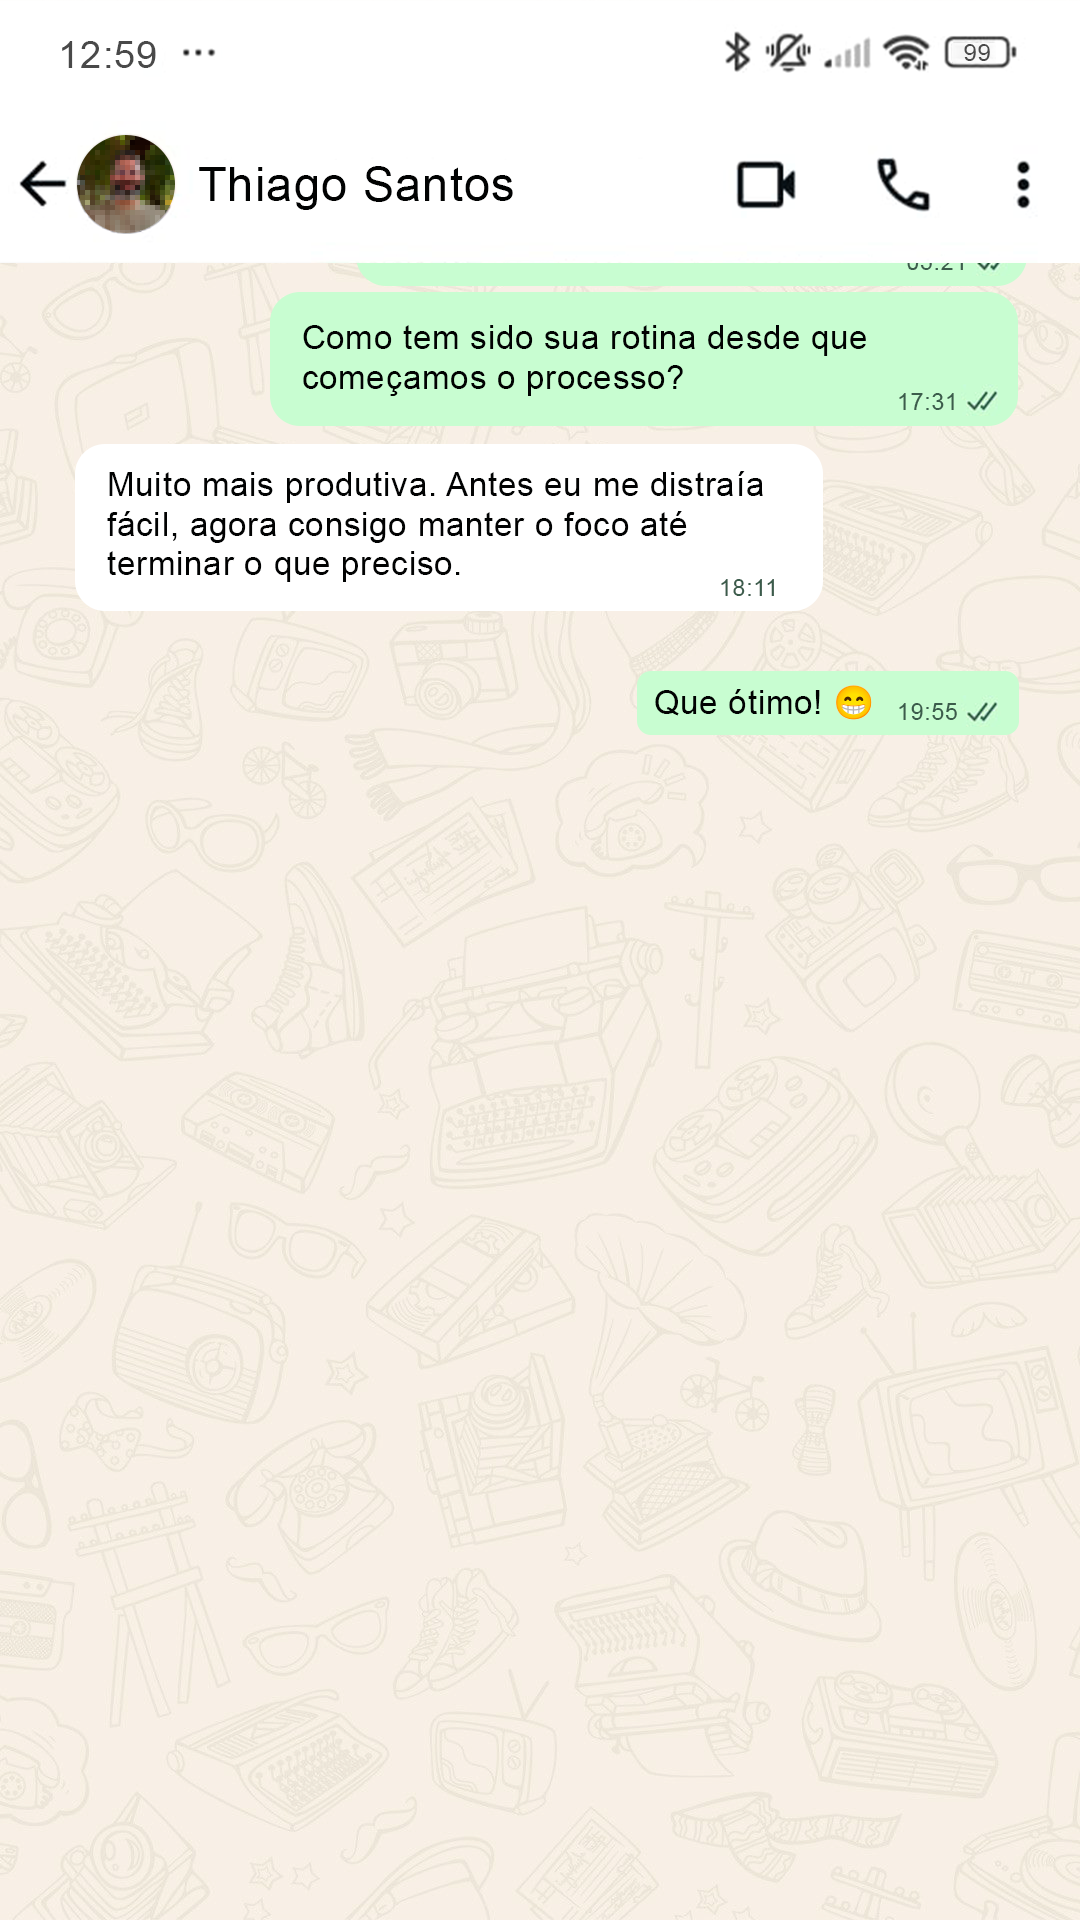 12:59 ...
99
Thiago Santos
Como tem sido sua rotina desde que
começamos o processo?
17:31
Muito mais produtiva. Antes eu me distraía
fácil, agora consigo manter o foco até
terminar o que preciso.
18:11
Que ótimo! 😁 19:55